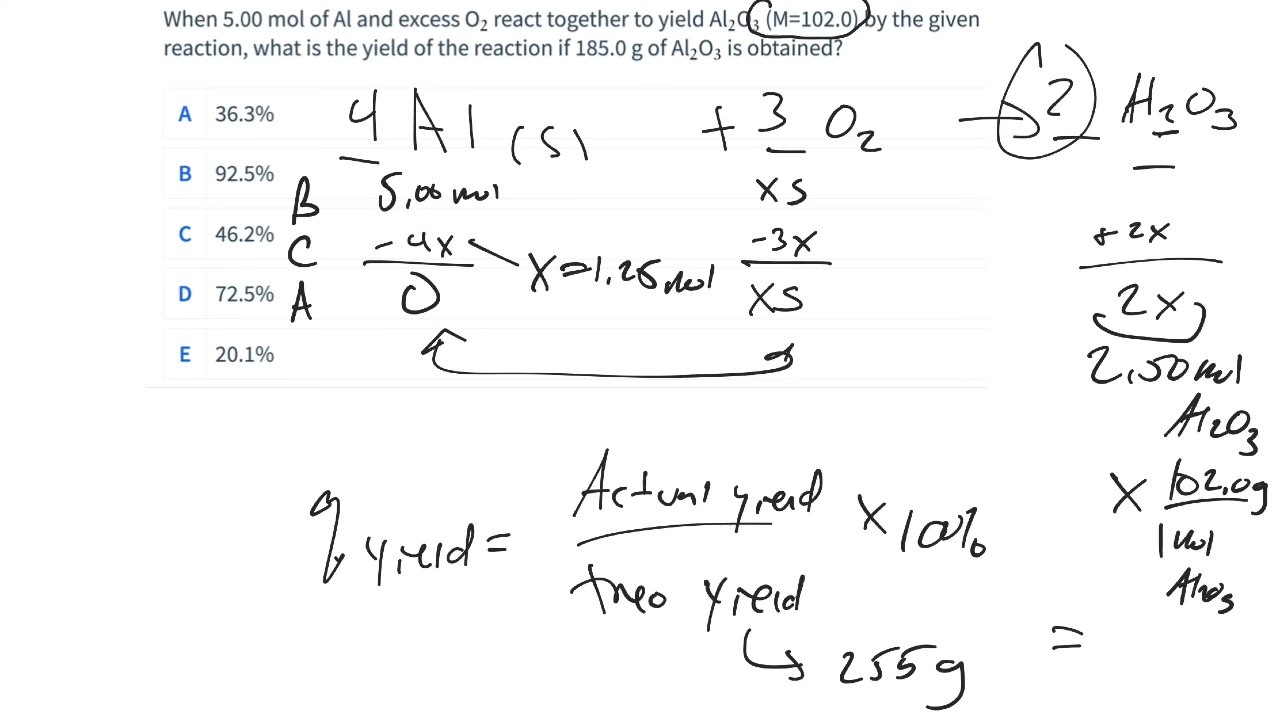 When 5.00 mol of Al and excess O₂ react together to yield Al₂O₃ (M=102.0) by the given
reaction, what is the yield of the reaction if 185.0 g of Al₂O₃ is obtained?
4 Al (s) + 3 O₂ → 2 Al₂O₃
A 36.3%
B 92.5%
C 46.2%
D 72.5%
E 20.1%
B 5.00 mol xs
C -4x -3x +2x
x=1.25 mol
A 0 xs 2x
2.50 mol
Al₂O₃
x 102.0g
1 mol
Al₂O₃
=
% yield = Actual yield x 100%
theo yield
↳ 255g